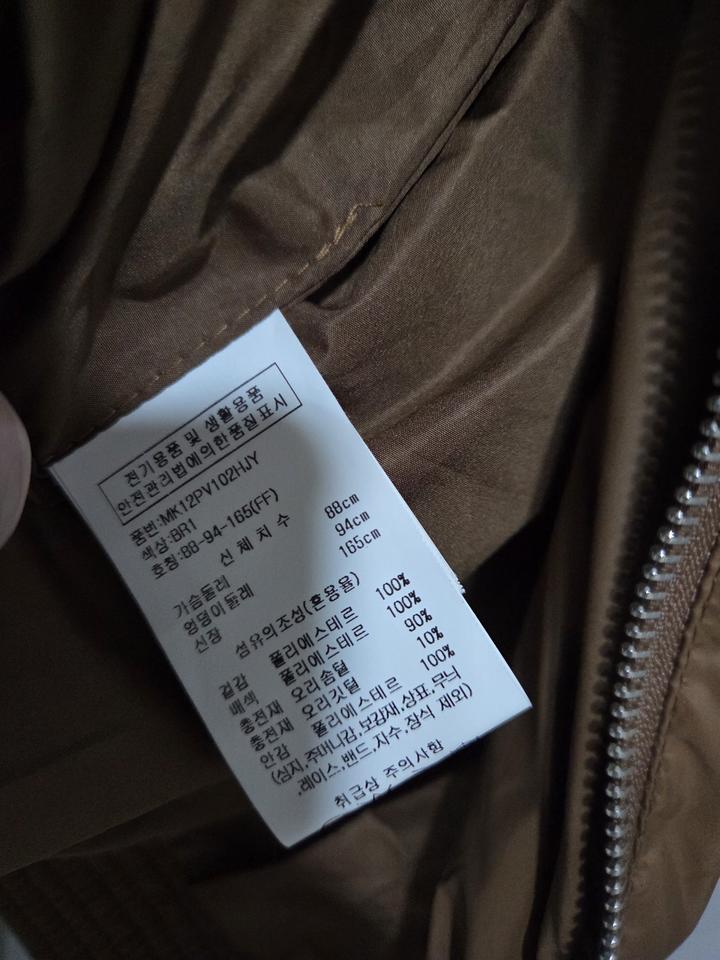 전기용품 및 생활용품
안전관리법에의한품질표시
품번:MK12PV102HJY
색상:BR1
호칭:88-94-165(FF)
신체치수
가슴둘레 88cm
엉덩이둘레 94cm
신장 165cm
섬유의조성(혼용율)
겉감 폴리에스테르 100%
배색 폴리에스테르 100%
충전재 오리솜털 90%
충전재 오리깃털 10%
안감 폴리에스테르 100%
(심지,주머니감,보강재,상표,무늬
,레이스,밴드,지수,장식 제외)
취급상 주의사항